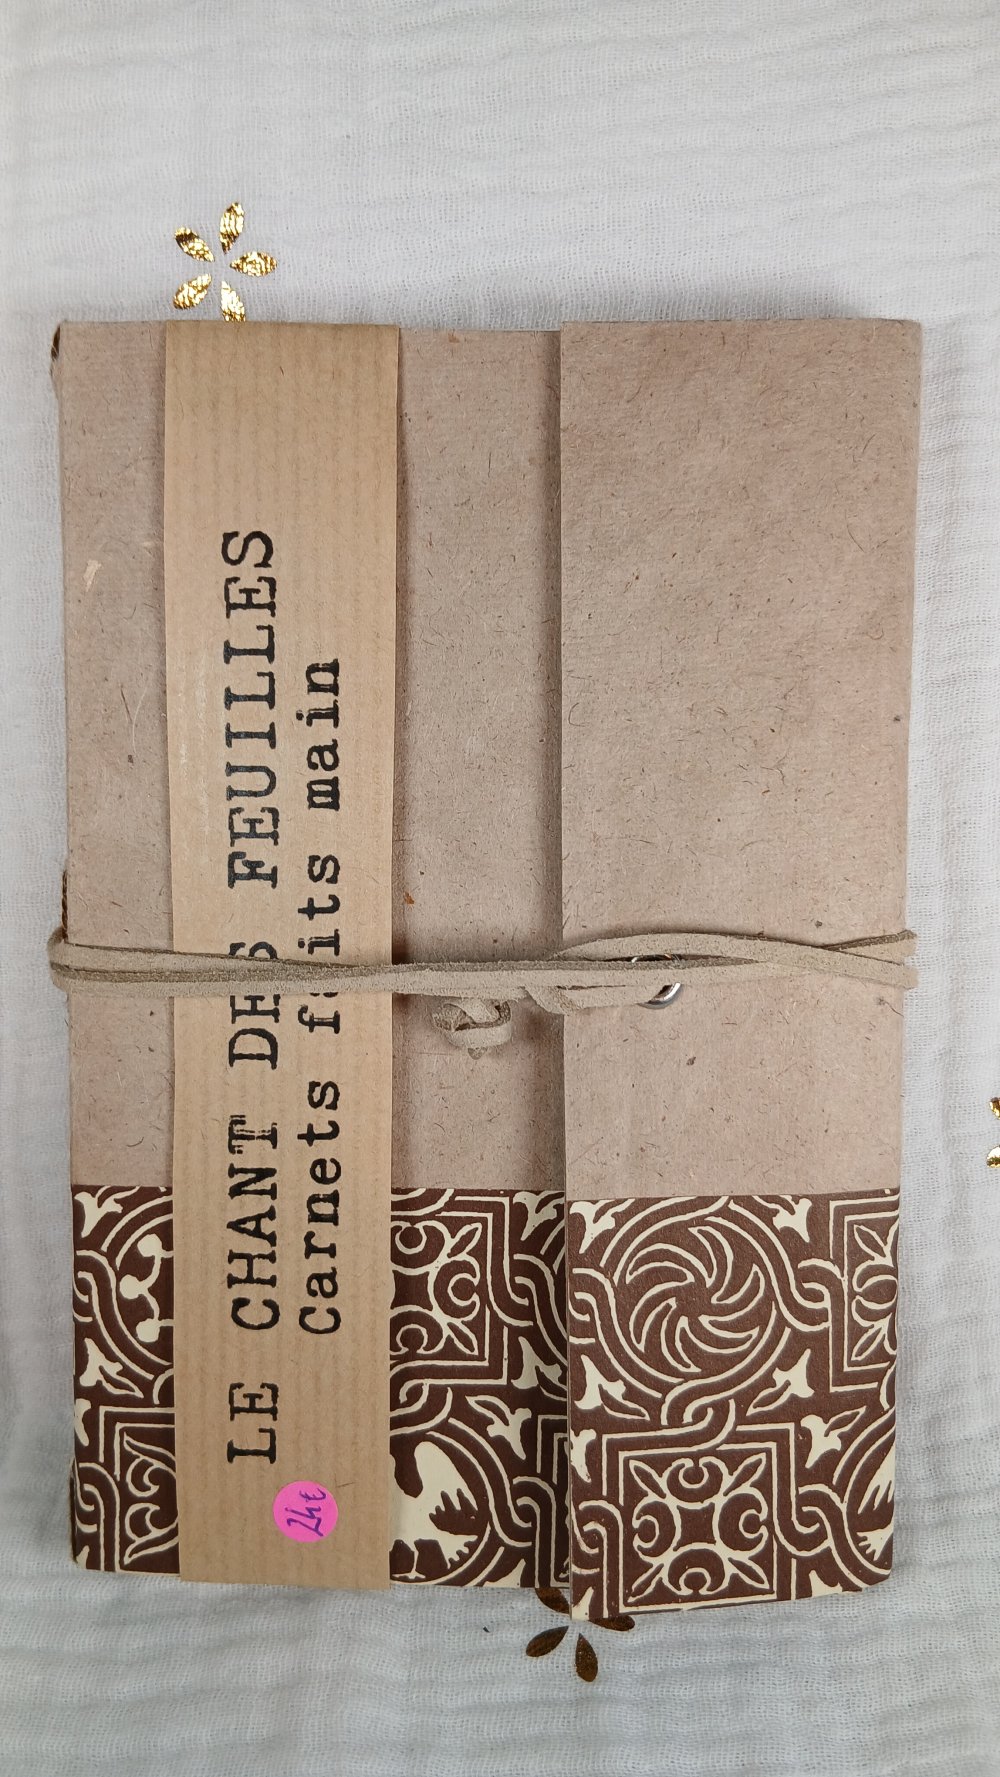 LE CHANT DES FEUILLES
Carnets faits main